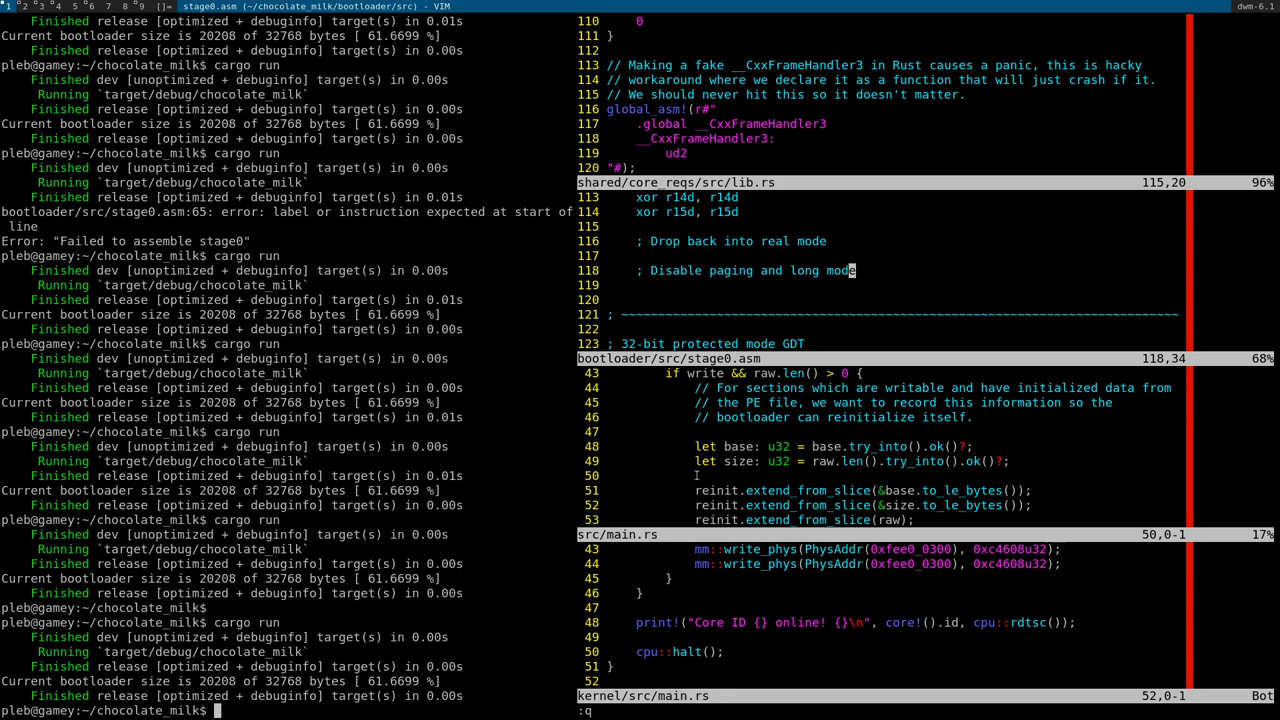 1 2 3 4 5 6 7 8 9 []= stage0.asm (~/chocolate_milk/bootloader/src) - VIM dwm-6.1
Finished release [optimized + debuginfo] target(s) in 0.01s
Current bootloader size is 20208 of 32768 bytes [ 61.6699 %]
Finished release [optimized + debuginfo] target(s) in 0.00s
pleb@gamey:~/chocolate_milk$ cargo run
Finished dev [unoptimized + debuginfo] target(s) in 0.00s
Running `target/debug/chocolate_milk`
Finished release [optimized + debuginfo] target(s) in 0.00s
Current bootloader size is 20208 of 32768 bytes [ 61.6699 %]
Finished release [optimized + debuginfo] target(s) in 0.00s
pleb@gamey:~/chocolate_milk$ cargo run
Finished dev [unoptimized + debuginfo] target(s) in 0.00s
Running `target/debug/chocolate_milk`
Finished release [optimized + debuginfo] target(s) in 0.01s
bootloader/src/stage0.asm:65: error: label or instruction expected at start of
line
Error: "Failed to assemble stage0"
pleb@gamey:~/chocolate_milk$ cargo run
Finished dev [unoptimized + debuginfo] target(s) in 0.00s
Running `target/debug/chocolate_milk`
Finished release [optimized + debuginfo] target(s) in 0.01s
Current bootloader size is 20208 of 32768 bytes [ 61.6699 %]
Finished release [optimized + debuginfo] target(s) in 0.00s
pleb@gamey:~/chocolate_milk$ cargo run
Finished dev [unoptimized + debuginfo] target(s) in 0.00s
Running `target/debug/chocolate_milk`
Finished release [optimized + debuginfo] target(s) in 0.00s
Current bootloader size is 20208 of 32768 bytes [ 61.6699 %]
Finished release [optimized + debuginfo] target(s) in 0.01s
pleb@gamey:~/chocolate_milk$ cargo run
Finished dev [unoptimized + debuginfo] target(s) in 0.00s
Running `target/debug/chocolate_milk`
Finished release [optimized + debuginfo] target(s) in 0.01s
Current bootloader size is 20208 of 32768 bytes [ 61.6699 %]
Finished release [optimized + debuginfo] target(s) in 0.00s
pleb@gamey:~/chocolate_milk$ cargo run
Finished dev [unoptimized + debuginfo] target(s) in 0.00s
Running `target/debug/chocolate_milk`
Finished release [optimized + debuginfo] target(s) in 0.00s
Current bootloader size is 20208 of 32768 bytes [ 61.6699 %]
Finished release [optimized + debuginfo] target(s) in 0.00s
pleb@gamey:~/chocolate_milk$
pleb@gamey:~/chocolate_milk$ cargo run
Finished dev [unoptimized + debuginfo] target(s) in 0.00s
Running `target/debug/chocolate_milk`
Finished release [optimized + debuginfo] target(s) in 0.00s
Current bootloader size is 20208 of 32768 bytes [ 61.6699 %]
Finished release [optimized + debuginfo] target(s) in 0.00s
pleb@gamey:~/chocolate_milk$
110 0
111 }
112
113 // Making a fake __CxxFrameHandler3 in Rust causes a panic, this is hacky
114 // workaround where we declare it as a function that will just crash if it.
115 // We should never hit this so it doesn't matter.
116 global_asm!(r#"
117 .global __CxxFrameHandler3
118 __CxxFrameHandler3:
119 ud2
120 "#);
shared/core_reqs/src/lib.rs 115,20 96%
113 xor r14d, r14d
114 xor r15d, r15d
115
116 ; Drop back into real mode
117
118 ; Disable paging and long mode
119
120
121 ; ~~~~~~~~~~~~~~~~~~~~~~~~~~~~~~~~~~~~~~~~~~~~~~~~~~~~~~~~~~~~~~~~~~~~~~~~~~~~
122
123 ; 32-bit protected mode GDT
bootloader/src/stage0.asm 118,34 68%
43 if write && raw.len() > 0 {
44 // For sections which are writable and have initialized data from
45 // the PE file, we want to record this information so the
46 // bootloader can reinitialize itself.
47
48 let base: u32 = base.try_into().ok()?;
49 let size: u32 = raw.len().try_into().ok()?;
50
51 reinit.extend_from_slice(&base.to_le_bytes());
52 reinit.extend_from_slice(&size.to_le_bytes());
53 reinit.extend_from_slice(raw);
src/main.rs 50,0-1 17%
43 mm::write_phys(PhysAddr(0xfee0_0300), 0xc4608u32);
44 mm::write_phys(PhysAddr(0xfee0_0300), 0xc4608u32);
45 }
46 }
47
48 print!("Core ID {} online! {}\n", core!().id, cpu::rdtsc());
49
50 cpu::halt();
51 }
52
kernel/src/main.rs 52,0-1 Bot
:q